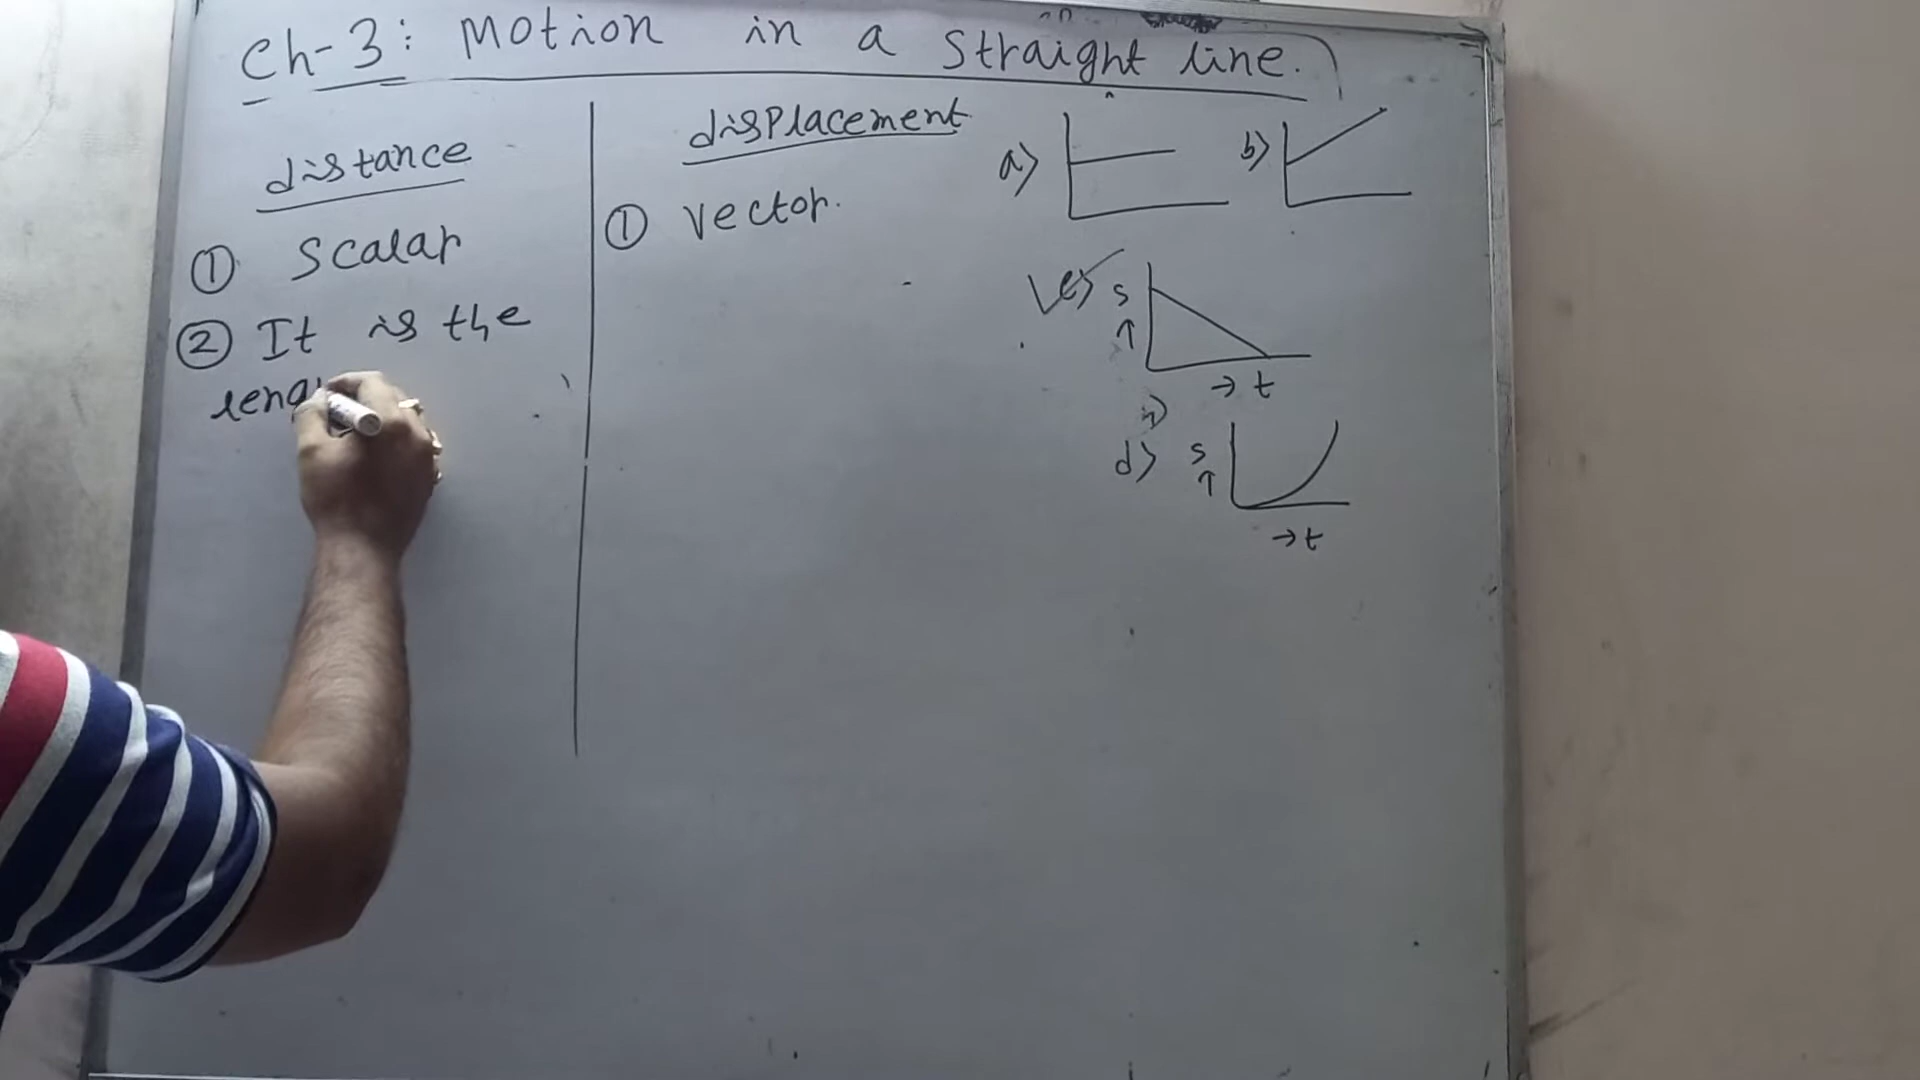 Ch-3: Motion in a straight line.
distance
① Scalar
② It is the
displacement
① vector.
a)
b)
c) s
↑
→ t
d) s
↑
→ t